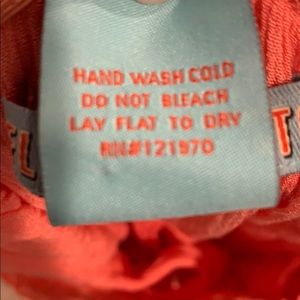 HAND WASH COLD
DO NOT BLEACH
LAY FLAT TO DRY
RN#121970